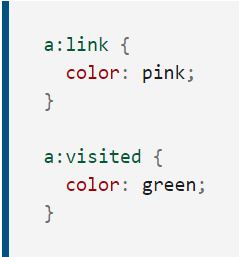 a:link {
  color: pink;
}

a:visited {
  color: green;
}